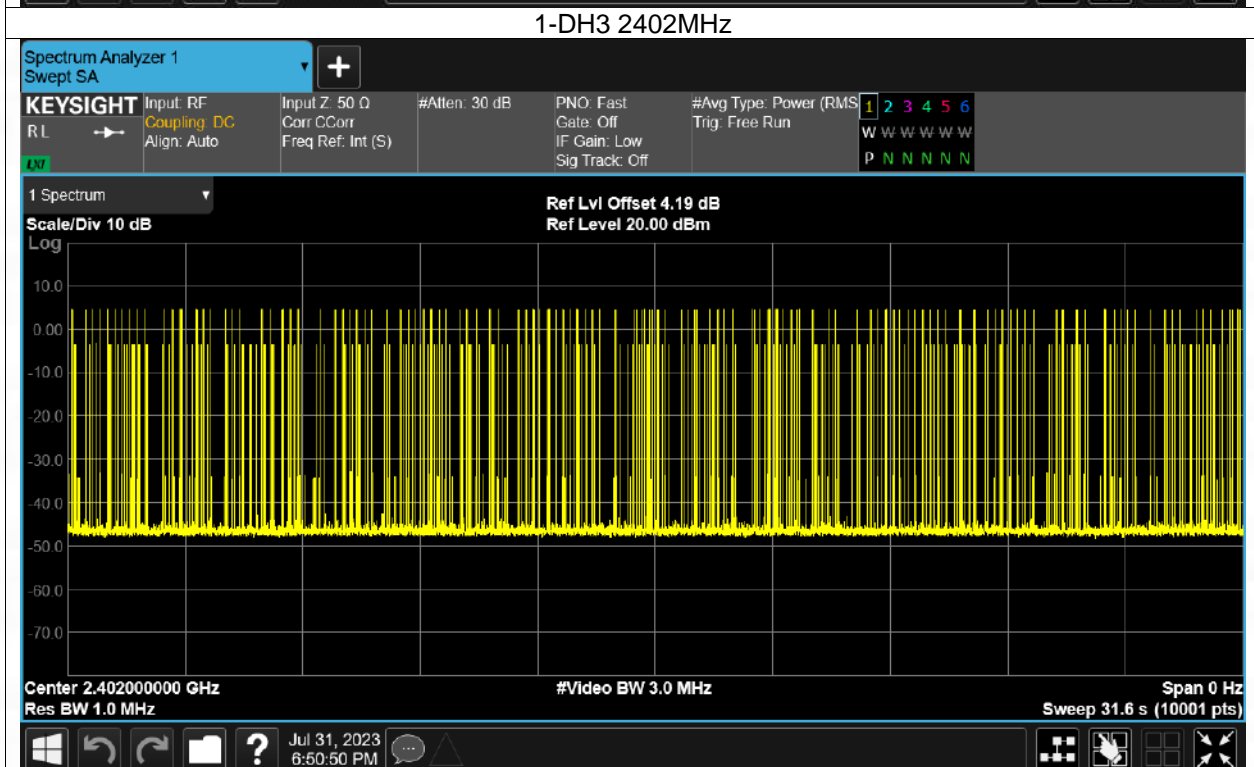 1-DH3 2402MHz
Spectrum Analyzer 1
Swept SA
+
KEYSIGHT
RL
LXI
Input: RF
Coupling: DC
Align: Auto
Input Z: 50 Ω
Corr CCorr
Freq Ref: Int (S)
#Atten: 30 dB
PNO: Fast
Gate: Off
IF Gain: Low
Sig Track: Off
#Avg Type: Power (RMS
Trig: Free Run
1 2 3 4 5 6
W W W W W W
P N N N N N
1 Spectrum
Scale/Div 10 dB
Log
Ref Lvl Offset 4.19 dB
Ref Level 20.00 dBm
10.0
0.00
-10.0
-20.0
-30.0
-40.0
-50.0
-60.0
-70.0
Center 2.402000000 GHz
Res BW 1.0 MHz
#Video BW 3.0 MHz
Span 0 Hz
Sweep 31.6 s (10001 pts)
?
Jul 31, 2023
6:50:50 PM